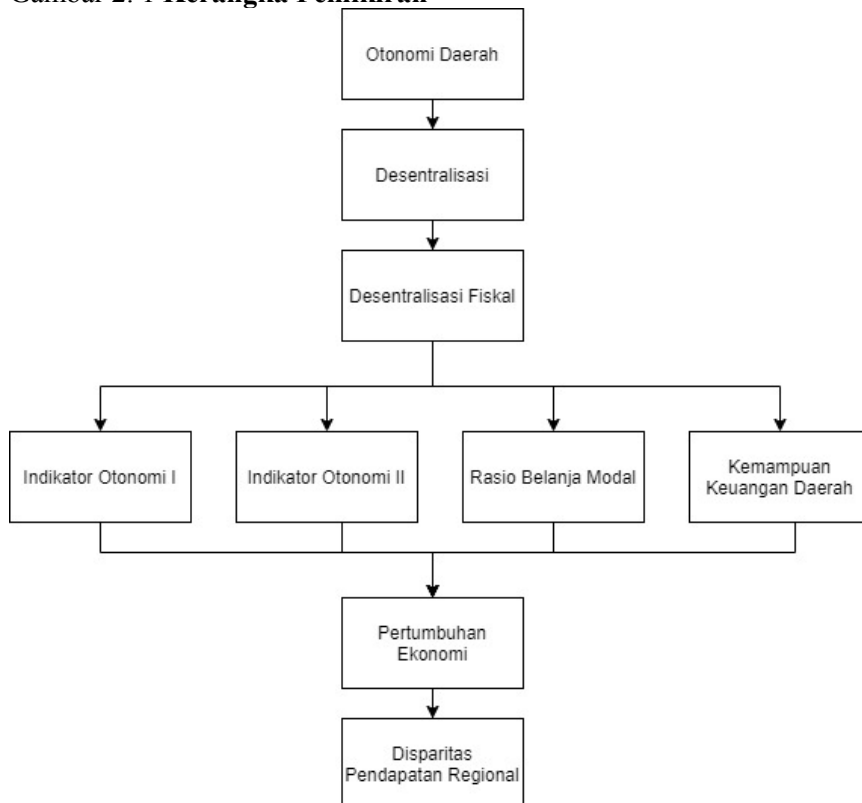 Gambar 2. 1 Kerangka Pemikiran
Otonomi Daerah
Desentralisasi
Desentralisasi Fiskal
Indikator Otonomi I
Indikator Otonomi II
Rasio Belanja Modal
Kemampuan
Keuangan Daerah
Pertumbuhan
Ekonomi
Disparitas
Pendapatan Regional